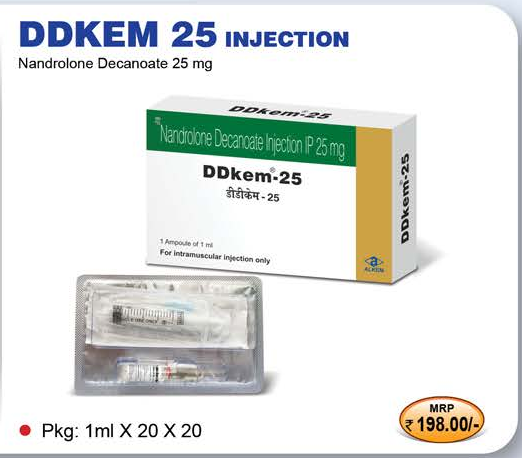 DDKEM 25 INJECTION
Nandrolone Decanoate 25 mg
DDkem®-25
Nandrolone Decanoate Injection IP 25 mg
DDkem®-25
डीडीकेम - 25
1 Ampoule of 1 ml
For intramuscular injection only
DDkem®-25
ALKEM
Pkg: 1ml X 20 X 20
MRP
₹ 198.00/-